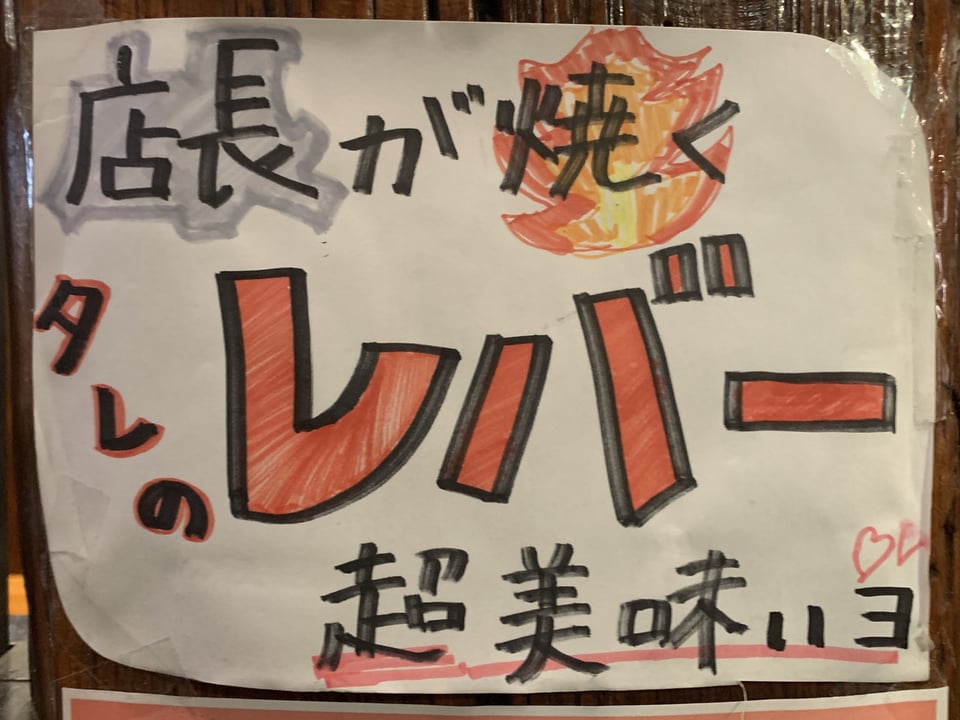 店長が焼く
タレの
レバー
超美味いヨ